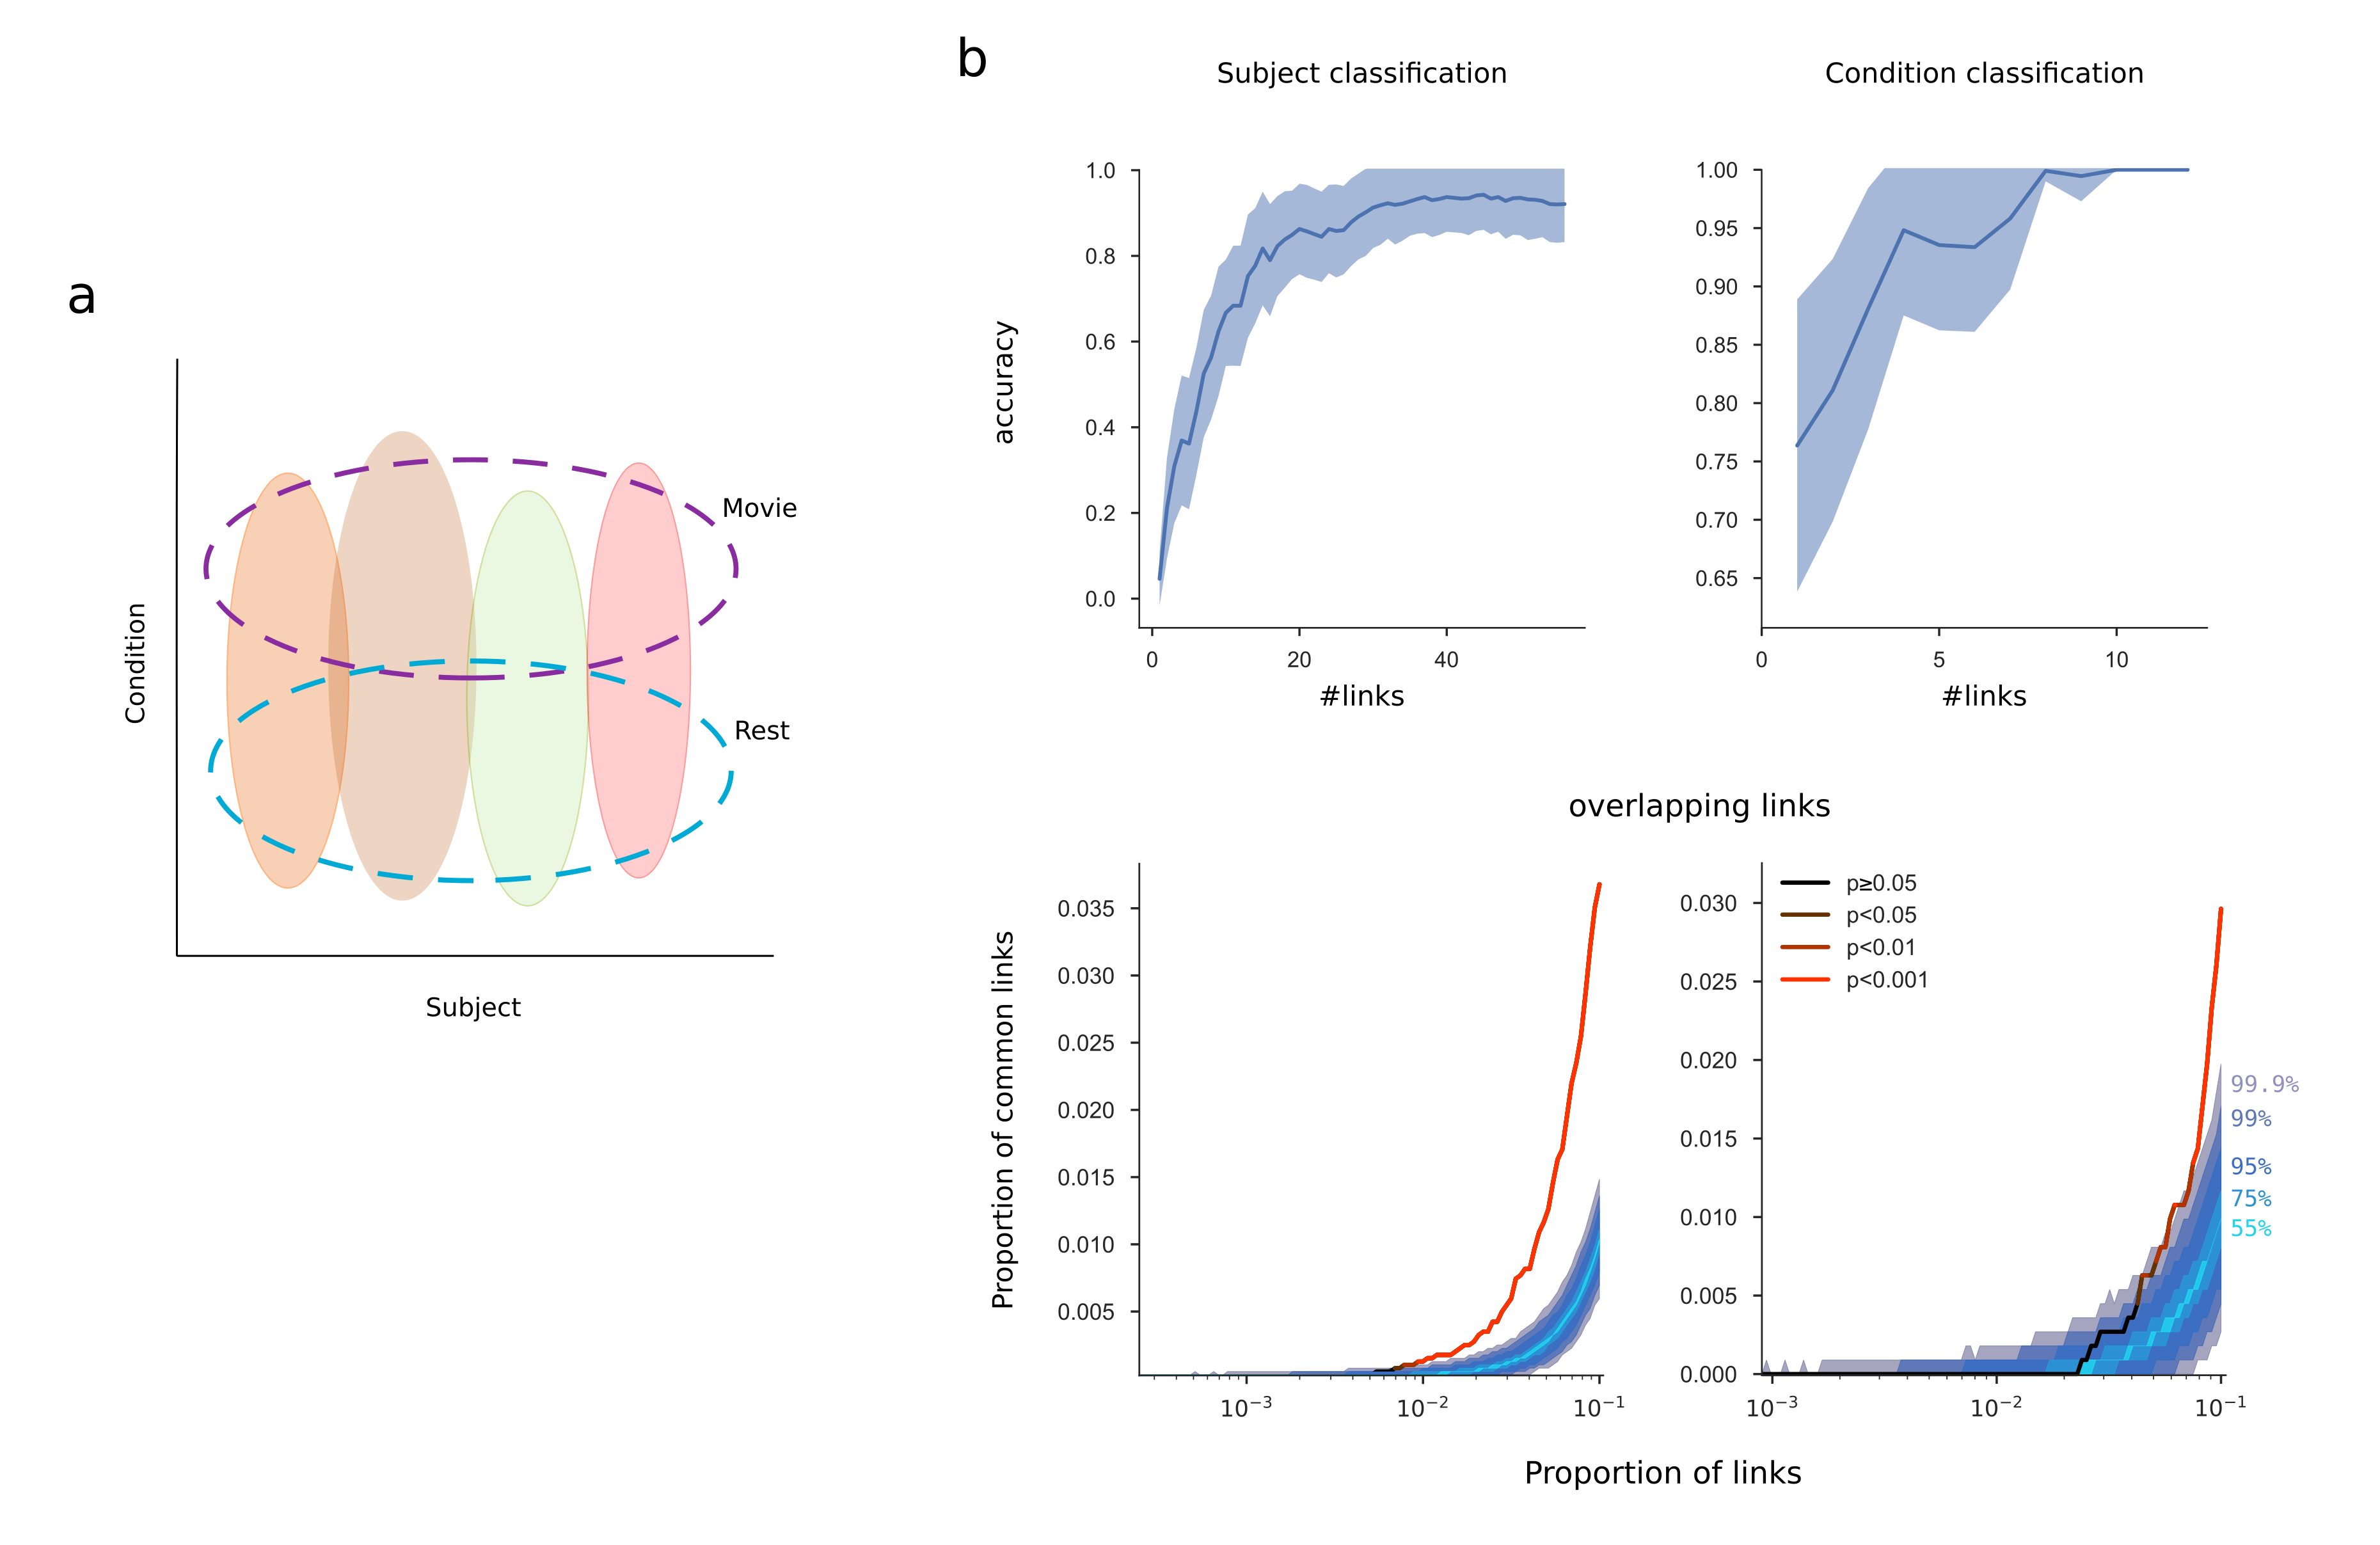 a
Condition
Movie
Rest
Subject
b
Subject classification
accuracy
1.0
0.8
0.6
0.4
0.2
0.0
0
20
40
#links
Condition classification
1.00
0.95
0.90
0.85
0.80
0.75
0.70
0.65
0
5
10
#links
overlapping links
Proportion of common links
0.035
0.030
0.025
0.020
0.015
0.010
0.005
10⁻³
10⁻²
10⁻¹
0.030
0.025
0.020
0.015
0.010
0.005
0.000
p≥0.05
p<0.05
p<0.01
p<0.001
99.9%
99%
95%
75%
55%
10⁻³
10⁻²
10⁻¹
Proportion of links